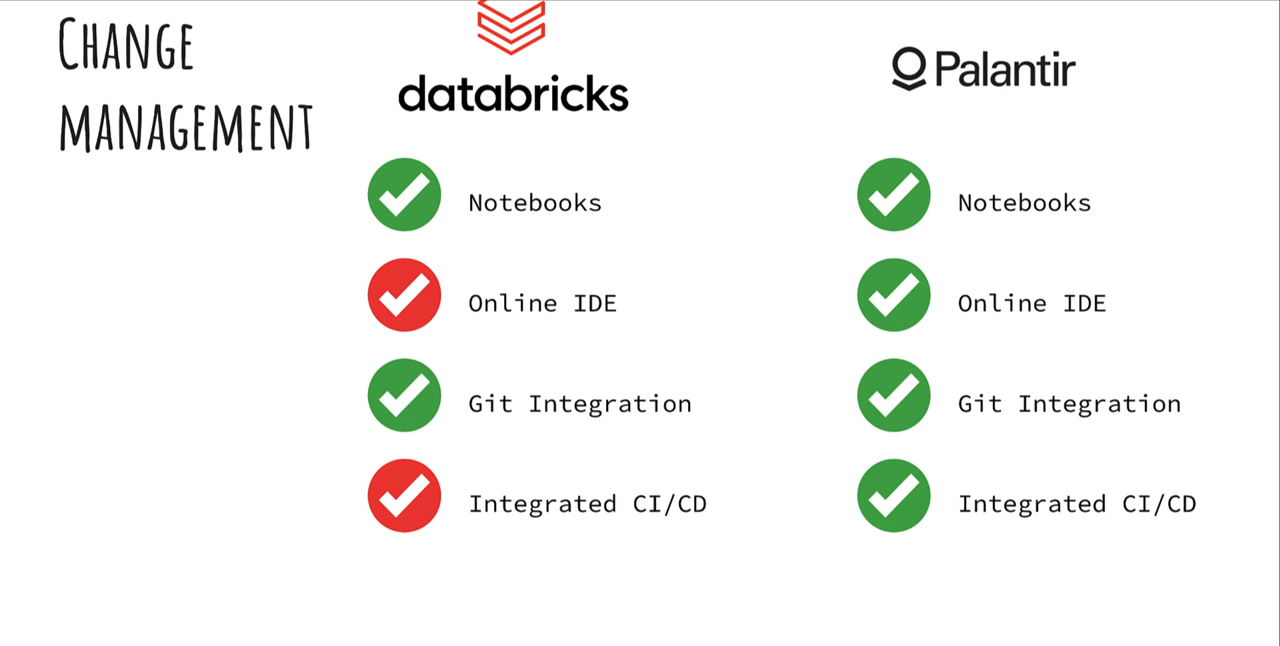 CHANGE
MANAGEMENT
databricks
Palantir
Notebooks
Online IDE
Git Integration
Integrated CI/CD
Notebooks
Online IDE
Git Integration
Integrated CI/CD